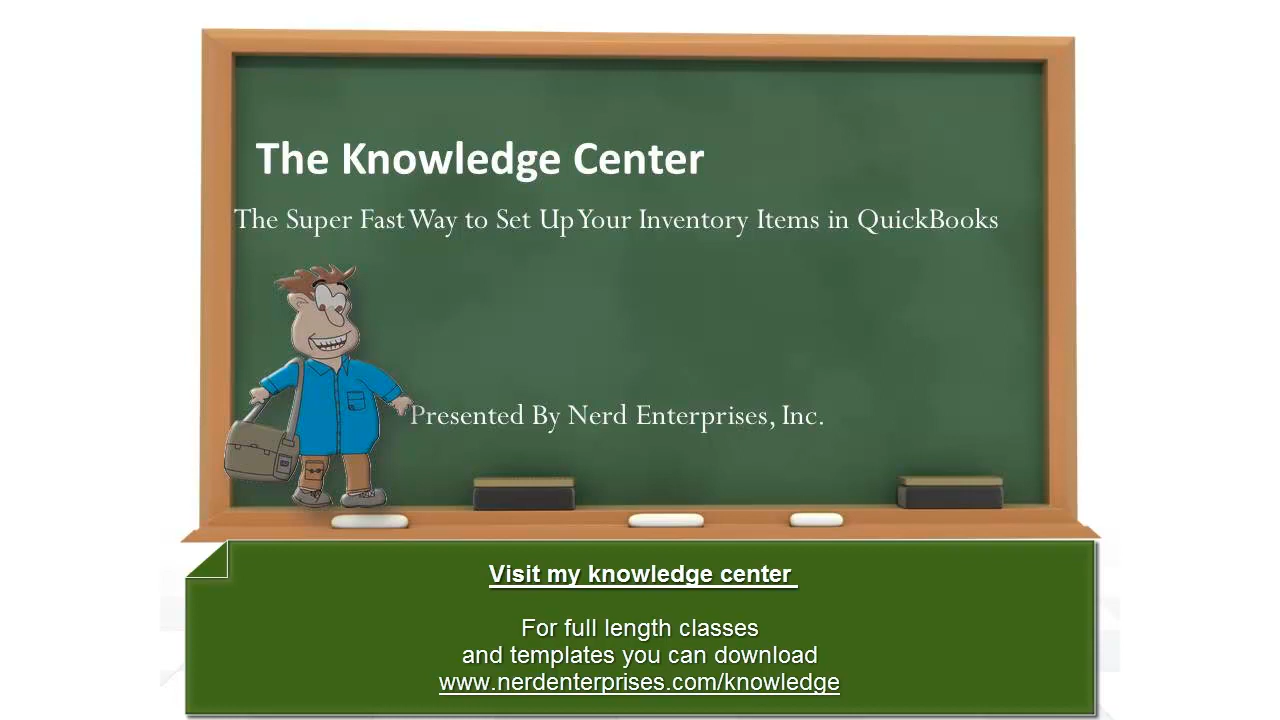 The Knowledge Center
The Super Fast Way to Set Up Your Inventory Items in QuickBooks
Presented By Nerd Enterprises, Inc.
Visit my knowledge center
For full length classes
and templates you can download
www.nerdenterprises.com/knowledge